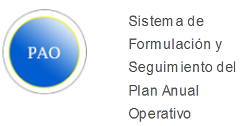 PAO
Sistema de
Formulación y
Seguimiento del
Plan Anual
Operativo